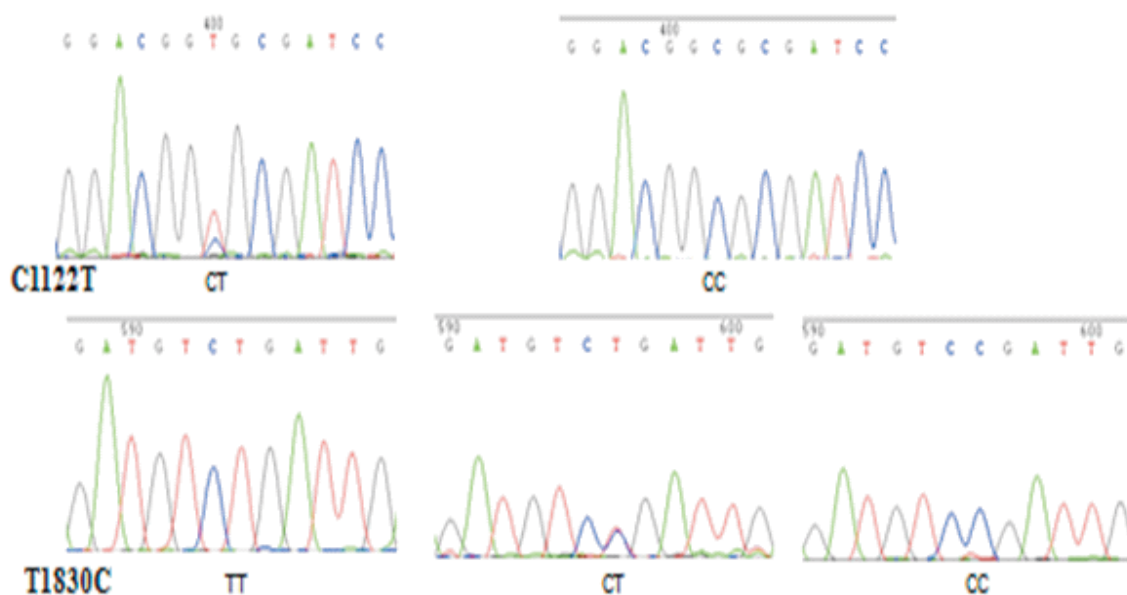 400
G G A C G G T G C G A T C C
400
G G A C G G C G C G A T C C
C1122T
CT
CC
590
G A T G T C T G A T T G
590 600
G A T G T C T G A T T G
590 600
G A T G T C C G A T T G
T1830C
TT
CT
CC